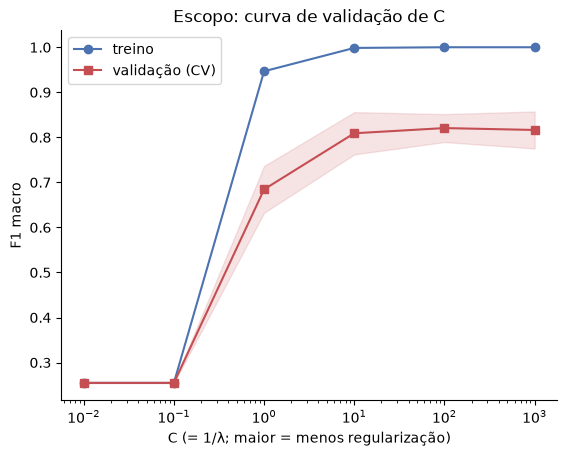 Escopo: curva de validação de C
treino
validação (CV)
1.0
0.9
0.8
0.7
0.6
0.5
0.4
0.3
F1 macro
10⁻² 10⁻¹ 10⁰ 10¹ 10² 10³
C (= 1/λ; maior = menos regularização)